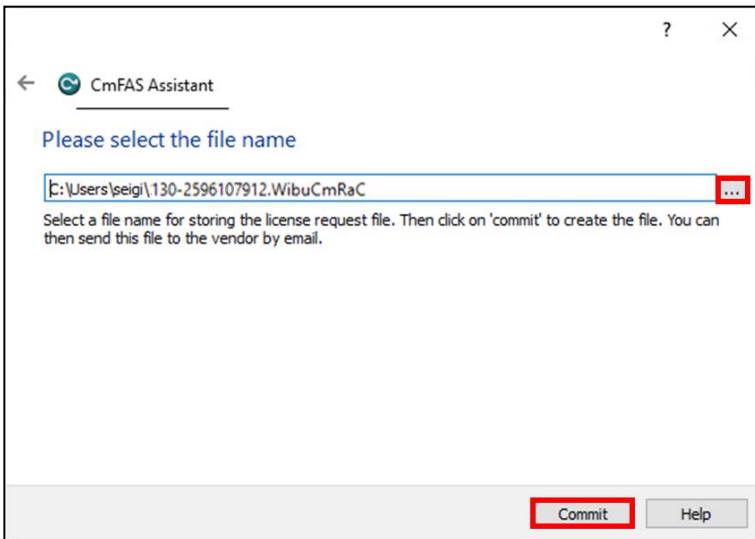 ?
CmFAS Assistant
Please select the file name
C:\Users\seigi\130-2596107912.WibuCmRaC
...
Select a file name for storing the license request file. Then click on 'commit' to create the file. You can
then send this file to the vendor by email.
Commit Help